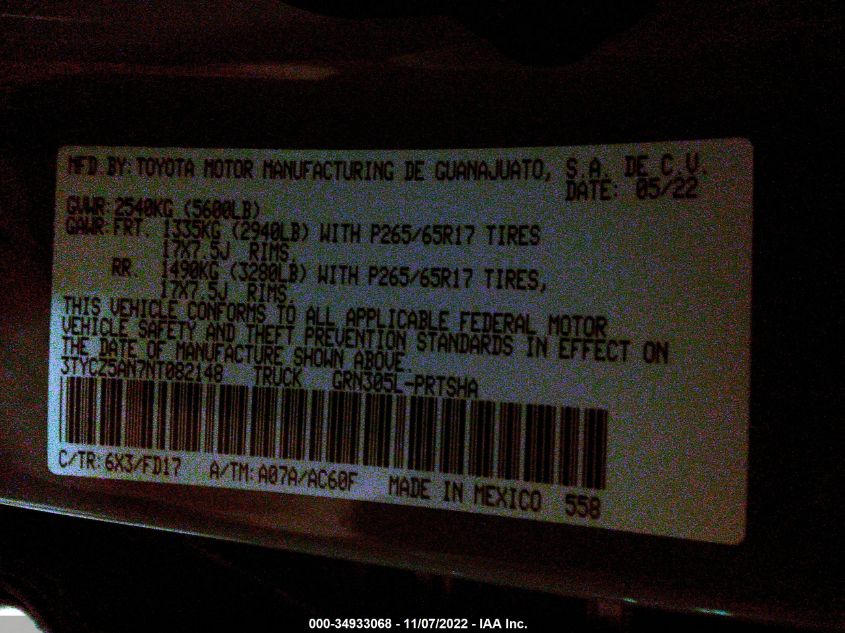 MFD BY: TOYOTA MOTOR MANUFACTURING DE GUANAJUATO, S.A. DE C.V.
DATE: 05/22
GVWR: 2540KG (5600LB)
GAWR: FRT. 1335KG (2940LB) WITH P265/65R17 TIRES
17X7.5J RIMS,
RR. 1490KG (3280LB) WITH P265/65R17 TIRES,
17X7.5J RIMS,
THIS VEHICLE CONFORMS TO ALL APPLICABLE FEDERAL MOTOR
VEHICLE SAFETY AND THEFT PREVENTION STANDARDS IN EFFECT ON
THE DATE OF MANUFACTURE SHOWN ABOVE.
3TYCZ5AN7NT082148 TRUCK GRN305L-PRTSHA
C/TR: 6X3/FD17 A/TM: A07A/AC60F MADE IN MEXICO 558
000-34933068 - 11/07/2022 - IAA Inc.